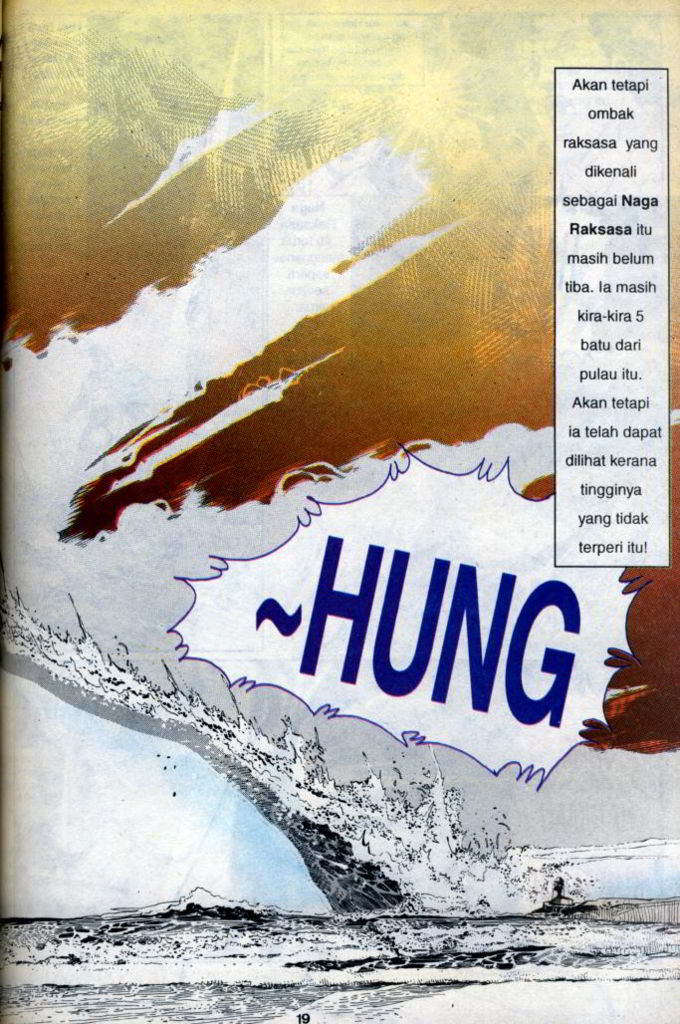 Akan tetapi
ombak
raksasa yang
dikenali
sebagai Naga
Raksasa itu
masih belum
tiba. Ia masih
kira-kira 5
batu dari
pulau itu.
Akan tetapi
ia telah dapat
dilihat kerana
tingginya
yang tidak
terperi itu!
~HUNG
19